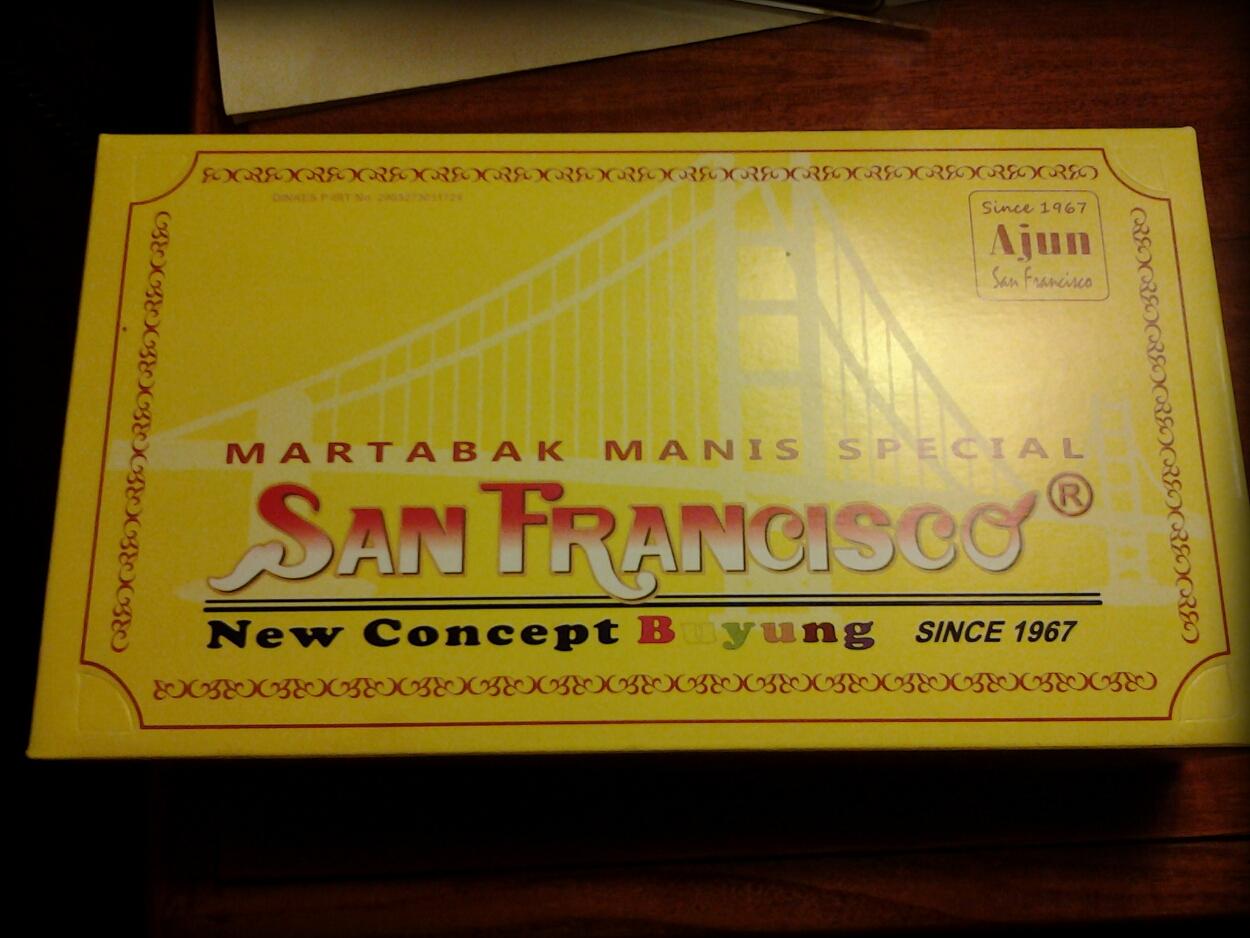 Since 1967
Ajun
San Francisco
MARTABAK MANIS SPECIAL
SAN FRANCISCO ®
New Concept Buyung SINCE 1967